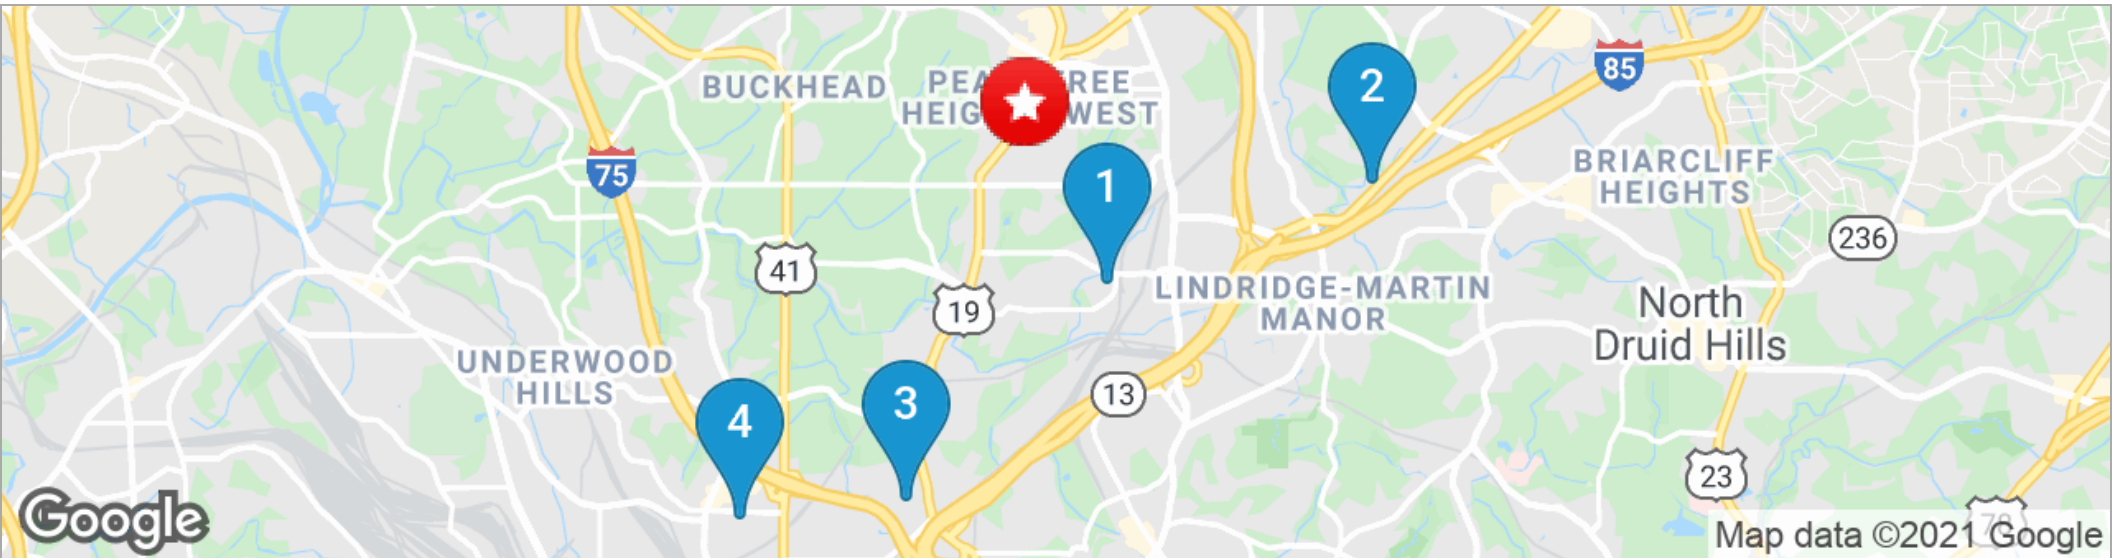 BUCKHEAD
2
85
1
75
BRIARCLIFF
HEIGHTS
236
41
LINDRIDGE-MARTIN
MANOR
19
North
Druid Hills
UNDERWOOD
HILLS
4
3
13
23
Google
Map data ©2021 Google